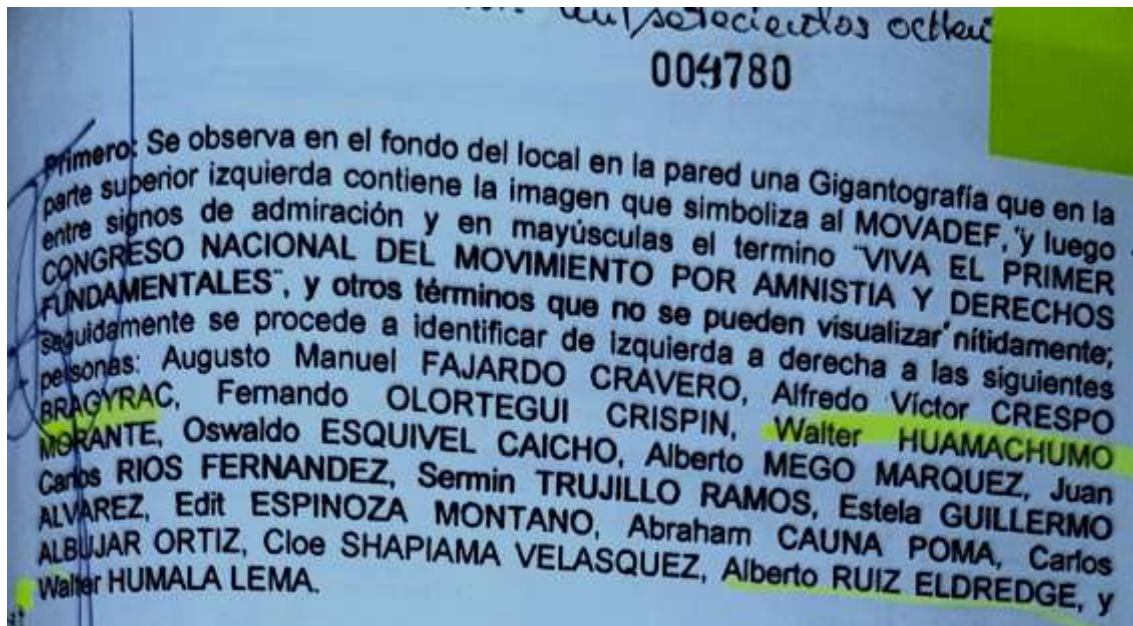 setecientos
004780
Primero: Se observa en el fondo del local en la pared una Gigantografía que en la
parte superior izquierda contiene la imagen que simboliza al MOVADEF, y luego
entre signos de admiración y en mayúsculas el termino "VIVA EL PRIMER
CONGRESO NACIONAL DEL MOVIMIENTO POR AMNISTIA Y DERECHOS
FUNDAMENTALES", y otros términos que no se pueden visualizar nítidamente;
seguidamente se procede a identificar de izquierda a derecha a las siguientes
personas: Augusto Manuel FAJARDO CRAVERO, Alfredo Víctor CRESPO
BRAGYRAC, Fernando OLORTEGUI CRISPIN, Walter HUAMACHUMO
MORANTE, Oswaldo ESQUIVEL CAICHO, Alberto MEGO MARQUEZ, Juan
Carlos RIOS FERNANDEZ, Sermin TRUJILLO RAMOS, Estela GUILLERMO
ALVAREZ, Edit ESPINOZA MONTANO, Abraham CAUNA POMA, Carlos
ALBUJAR ORTIZ, Cloe SHAPIAMA VELASQUEZ, Alberto RUIZ ELDREDGE, y
Walter HUMALA LEMA.